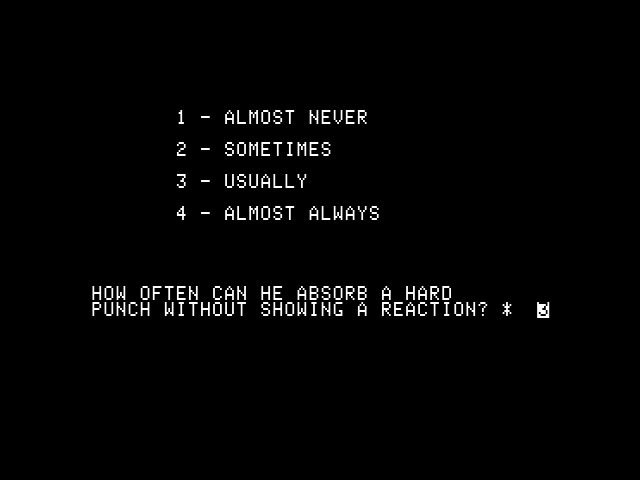 1 - ALMOST NEVER
2 - SOMETIMES
3 - USUALLY
4 - ALMOST ALWAYS
HOW OFTEN CAN HE ABSORB A HARD
PUNCH WITHOUT SHOWING A REACTION? * 3